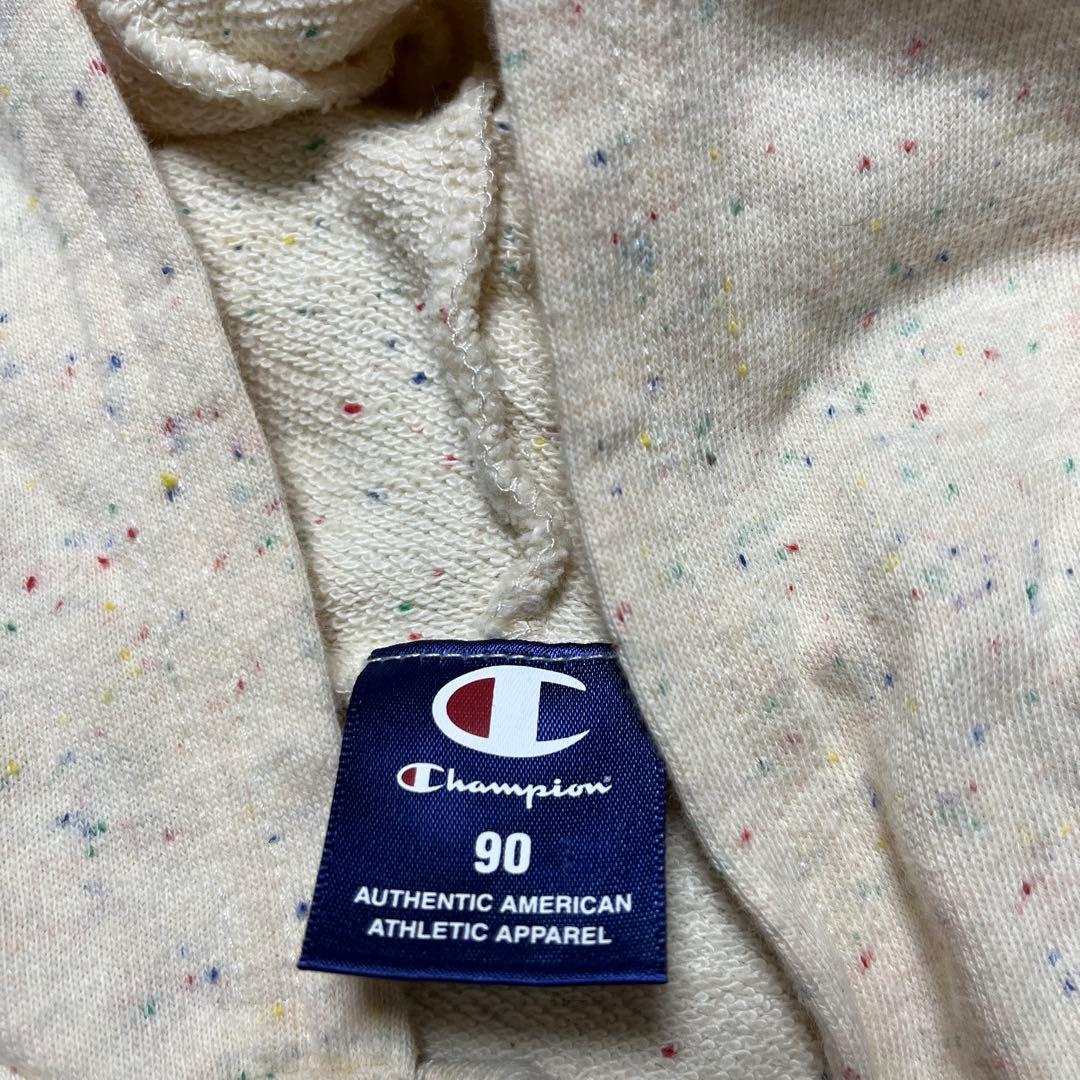 Champion
90
AUTHENTIC AMERICAN
ATHLETIC APPAREL